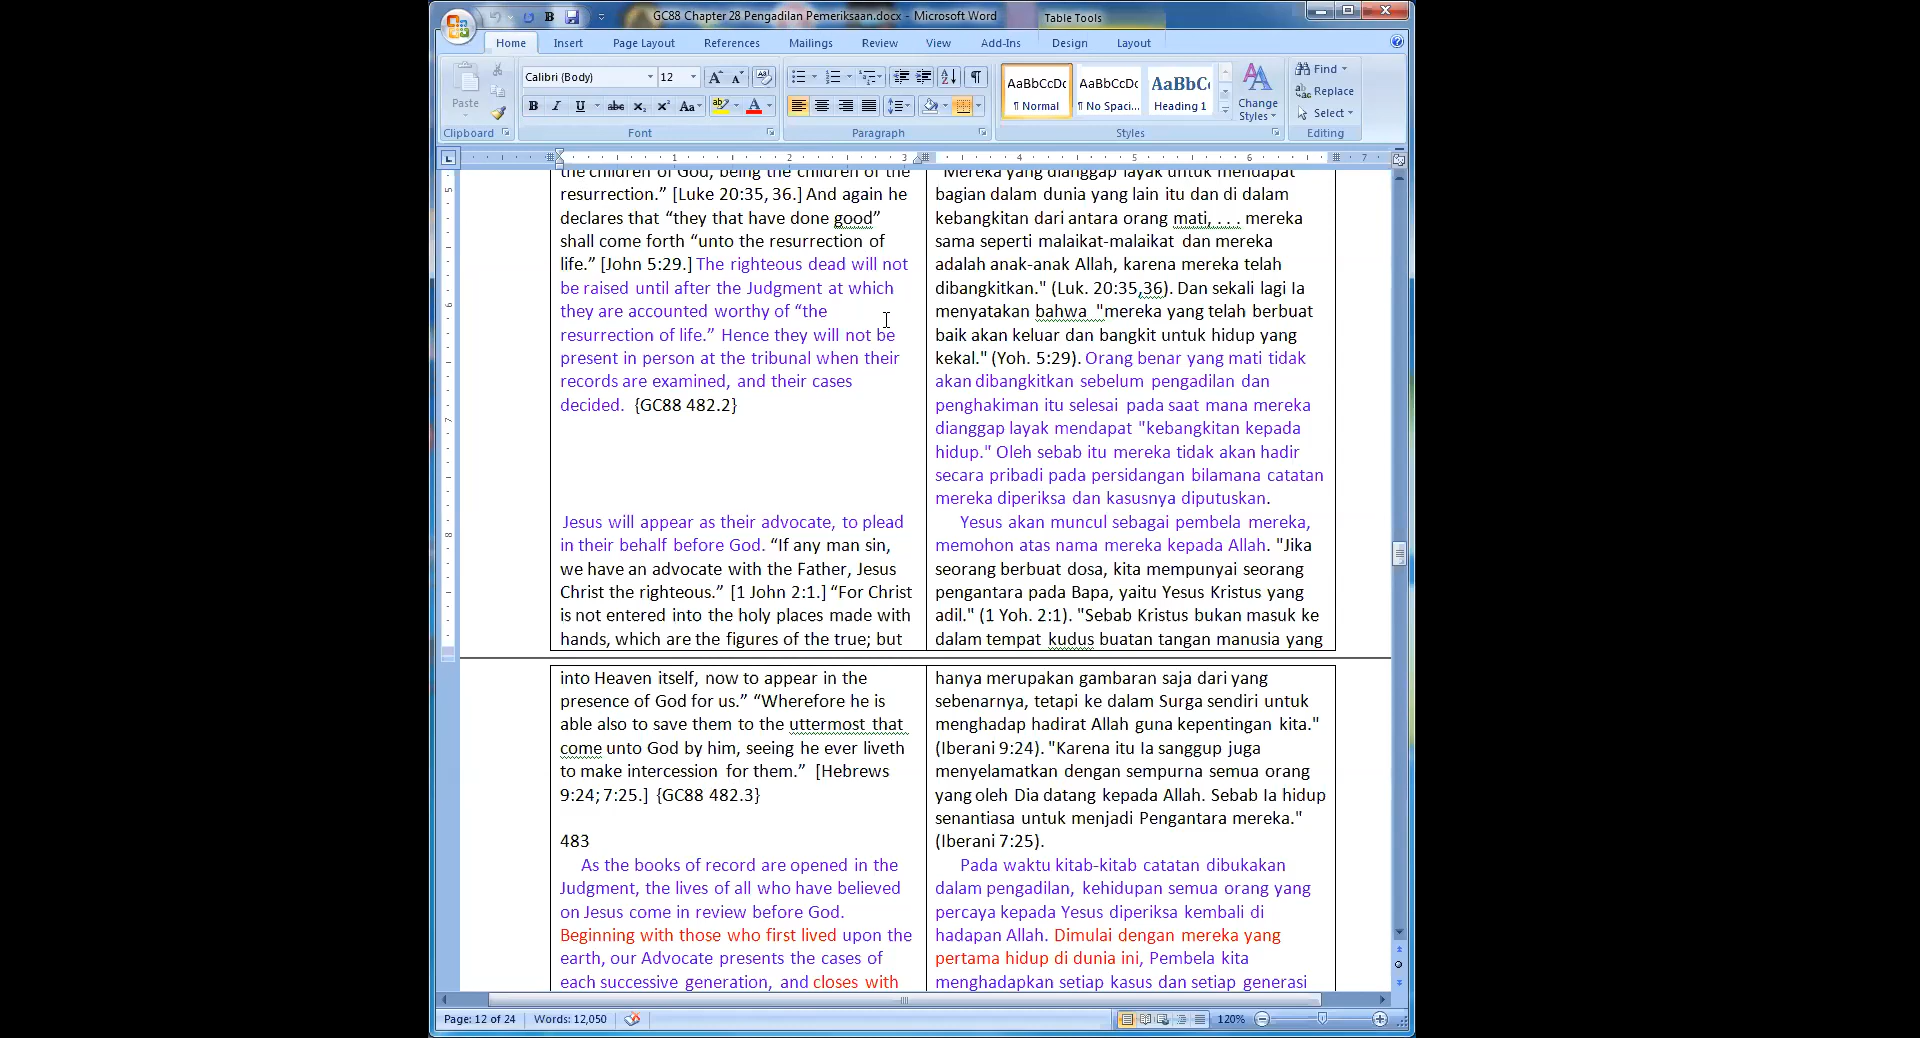 GC88 Chapter 28 Pengadilan Pemeriksaan.docx - Microsoft Word
Table Tools
Home Insert Page Layout References Mailings Review View Add-Ins Design Layout
Paste
Clipboard
Calibri (Body) 12
Font
Paragraph
AaBbCcDc AaBbCcDc AaBbC
¶ Normal ¶ No Spaci... Heading 1
Change Styles
Styles
Find
Replace
Select
Editing
the children of God, being the children of the
resurrection.” [Luke 20:35, 36.] And again he
declares that “they that have done good”
shall come forth “unto the resurrection of
life.” [John 5:29.] The righteous dead will not
be raised until after the Judgment at which
they are accounted worthy of “the
resurrection of life.” Hence they will not be
present in person at the tribunal when their
records are examined, and their cases
decided. {GC88 482.2}
Jesus will appear as their advocate, to plead
in their behalf before God. “If any man sin,
we have an advocate with the Father, Jesus
Christ the righteous.” [1 John 2:1.] “For Christ
is not entered into the holy places made with
hands, which are the figures of the true; but
into Heaven itself, now to appear in the
presence of God for us.” “Wherefore he is
able also to save them to the uttermost that
come unto God by him, seeing he ever liveth
to make intercession for them.” [Hebrews
9:24; 7:25.] {GC88 482.3}
483
As the books of record are opened in the
Judgment, the lives of all who have believed
on Jesus come in review before God.
Beginning with those who first lived upon the
earth, our Advocate presents the cases of
each successive generation, and closes with
"Mereka yang dianggap layak untuk mendapat
bagian dalam dunia yang lain itu dan di dalam
kebangkitan dari antara orang mati, . . . mereka
sama seperti malaikat-malaikat dan mereka
adalah anak-anak Allah, karena mereka telah
dibangkitkan." (Luk. 20:35,36). Dan sekali lagi Ia
menyatakan bahwa "mereka yang telah berbuat
baik akan keluar dan bangkit untuk hidup yang
kekal." (Yoh. 5:29). Orang benar yang mati tidak
akan dibangkitkan sebelum pengadilan dan
penghakiman itu selesai pada saat mana mereka
dianggap layak mendapat "kebangkitan kepada
hidup." Oleh sebab itu mereka tidak akan hadir
secara pribadi pada persidangan bilamana catatan
mereka diperiksa dan kasusnya diputuskan.
Yesus akan muncul sebagai pembela mereka,
memohon atas nama mereka kepada Allah. "Jika
seorang berbuat dosa, kita mempunyai seorang
pengantara pada Bapa, yaitu Yesus Kristus yang
adil." (1 Yoh. 2:1). "Sebab Kristus bukan masuk ke
dalam tempat kudus buatan tangan manusia yang
hanya merupakan gambaran saja dari yang
sebenarnya, tetapi ke dalam Surga sendiri untuk
menghadap hadirat Allah guna kepentingan kita."
(Iberani 9:24). "Karena itu Ia sanggup juga
menyelamatkan dengan sempurna semua orang
yang oleh Dia datang kepada Allah. Sebab Ia hidup
senantiasa untuk menjadi Pengantara mereka."
(Iberani 7:25).
Pada waktu kitab-kitab catatan dibukakan
dalam pengadilan, kehidupan semua orang yang
percaya kepada Yesus diperiksa kembali di
hadapan Allah. Dimulai dengan mereka yang
pertama hidup di dunia ini, Pembela kita
menghadapkan setiap kasus dan setiap generasi
Page: 12 of 24 Words: 12,050 120%